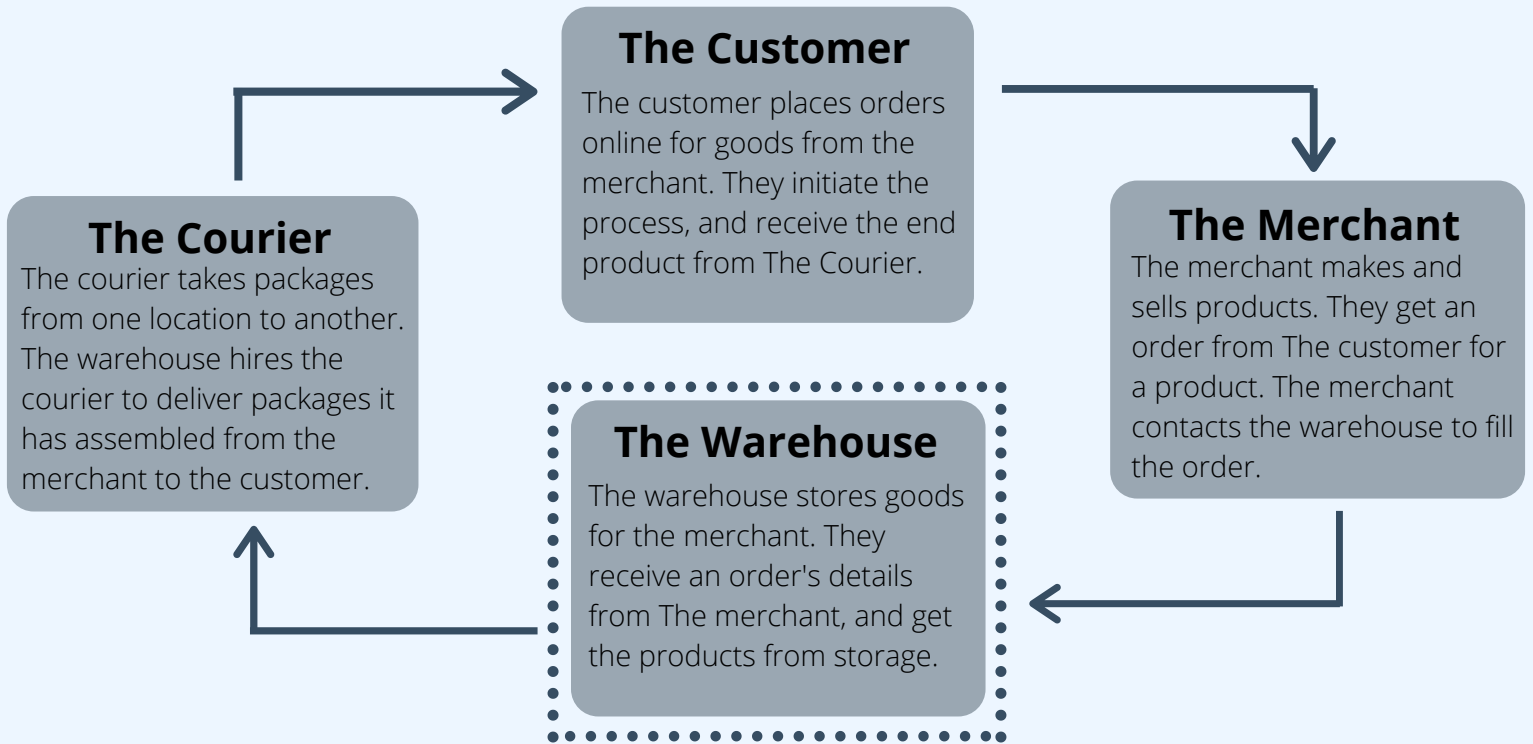 The Customer
The customer places orders
online for goods from the
merchant. They initiate the
process, and receive the end
product from The Courier.
The Merchant
The merchant makes and
sells products. They get an
order from The customer for
a product. The merchant
contacts the warehouse to fill
the order.
The Warehouse
The warehouse stores goods
for the merchant. They
receive an order's details
from The merchant, and get
the products from storage.
The Courier
The courier takes packages
from one location to another.
The warehouse hires the
courier to deliver packages it
has assembled from the
merchant to the customer.